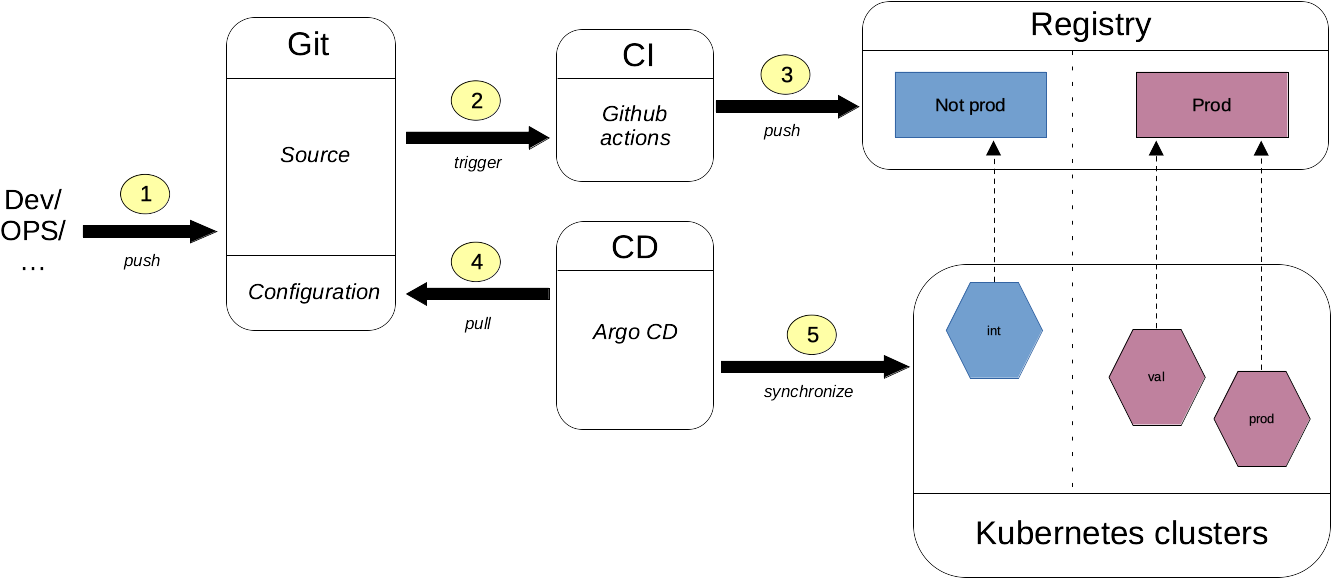 Dev/
OPS/
...
1
push
Git
Source
Configuration
2
trigger
CI
Github
actions
3
push
Registry
Not prod
Prod
4
pull
CD
Argo CD
5
synchronize
int
val
prod
Kubernetes clusters